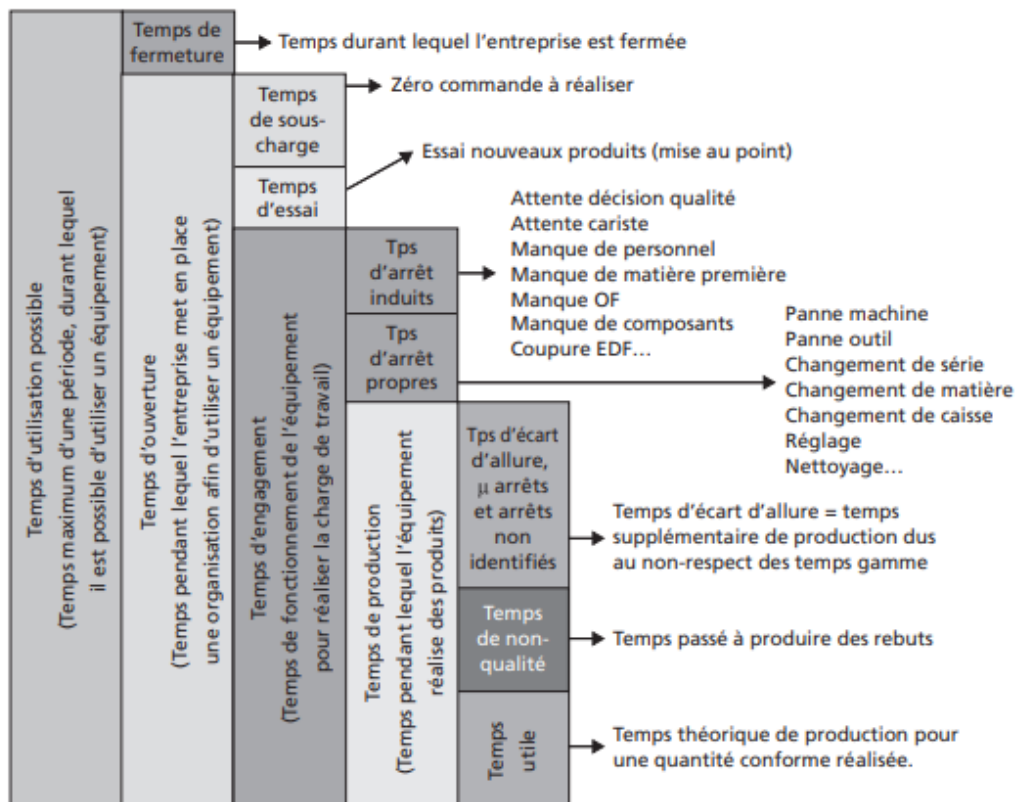 Temps de
fermeture
Temps durant lequel l'entreprise est fermée
Temps
de sous-
charge
Zéro commande à réaliser
Temps
d'essai
Essai nouveaux produits (mise au point)
Tps
d'arrêt
induits
Attente décision qualité
Attente cariste
Manque de personnel
Manque de matière première
Manque OF
Manque de composants
Coupure EDF…
Tps
d'arrêt
propres
Panne machine
Panne outil
Changement de série
Changement de matière
Changement de caisse
Réglage
Nettoyage…
Temps d'utilisation possible
(Temps maximum d'une période, durant lequel
il est possible d'utiliser un équipement)
Temps d'ouverture
(Temps pendant lequel l'entreprise met en place
une organisation afin d'utiliser un équipement)
Temps d'engagement
(Temps de fonctionnement de l'équipement
pour réaliser la charge de travail)
Temps de production
(Temps pendant lequel l'équipement
réalise des produits)
Tps d'écart
d'allure,
μ arrêts
et arrêts
non
identifiés
Temps d'écart d'allure = temps
supplémentaire de production dus
au non-respect des temps gamme
Temps
de non-
qualité
Temps passé à produire des rebuts
Temps
utile
Temps théorique de production pour
une quantité conforme réalisée.